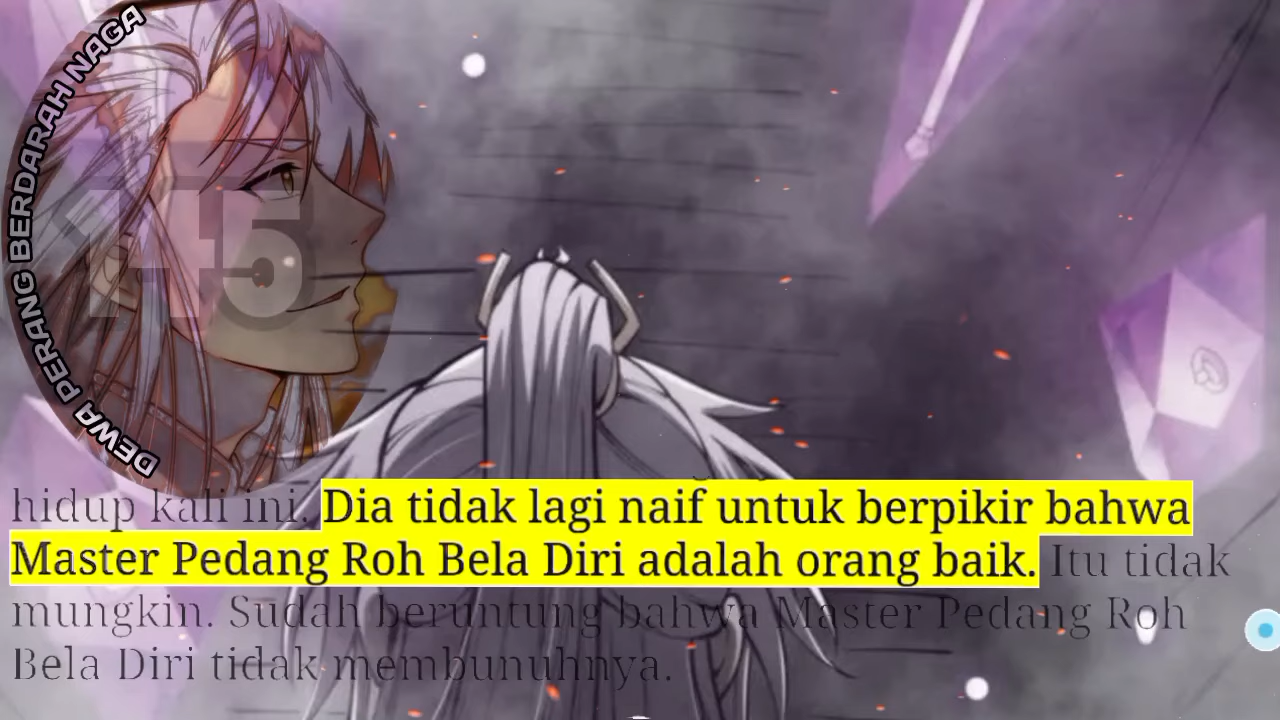 DEWA PERANG BERDARAH NAGA
145
hidup kali ini. Dia tidak lagi naif untuk berpikir bahwa
Master Pedang Roh Bela Diri adalah orang baik. Itu tidak
mungkin. Sudah beruntung bahwa Master Pedang Roh
Bela Diri tidak membunuhnya.